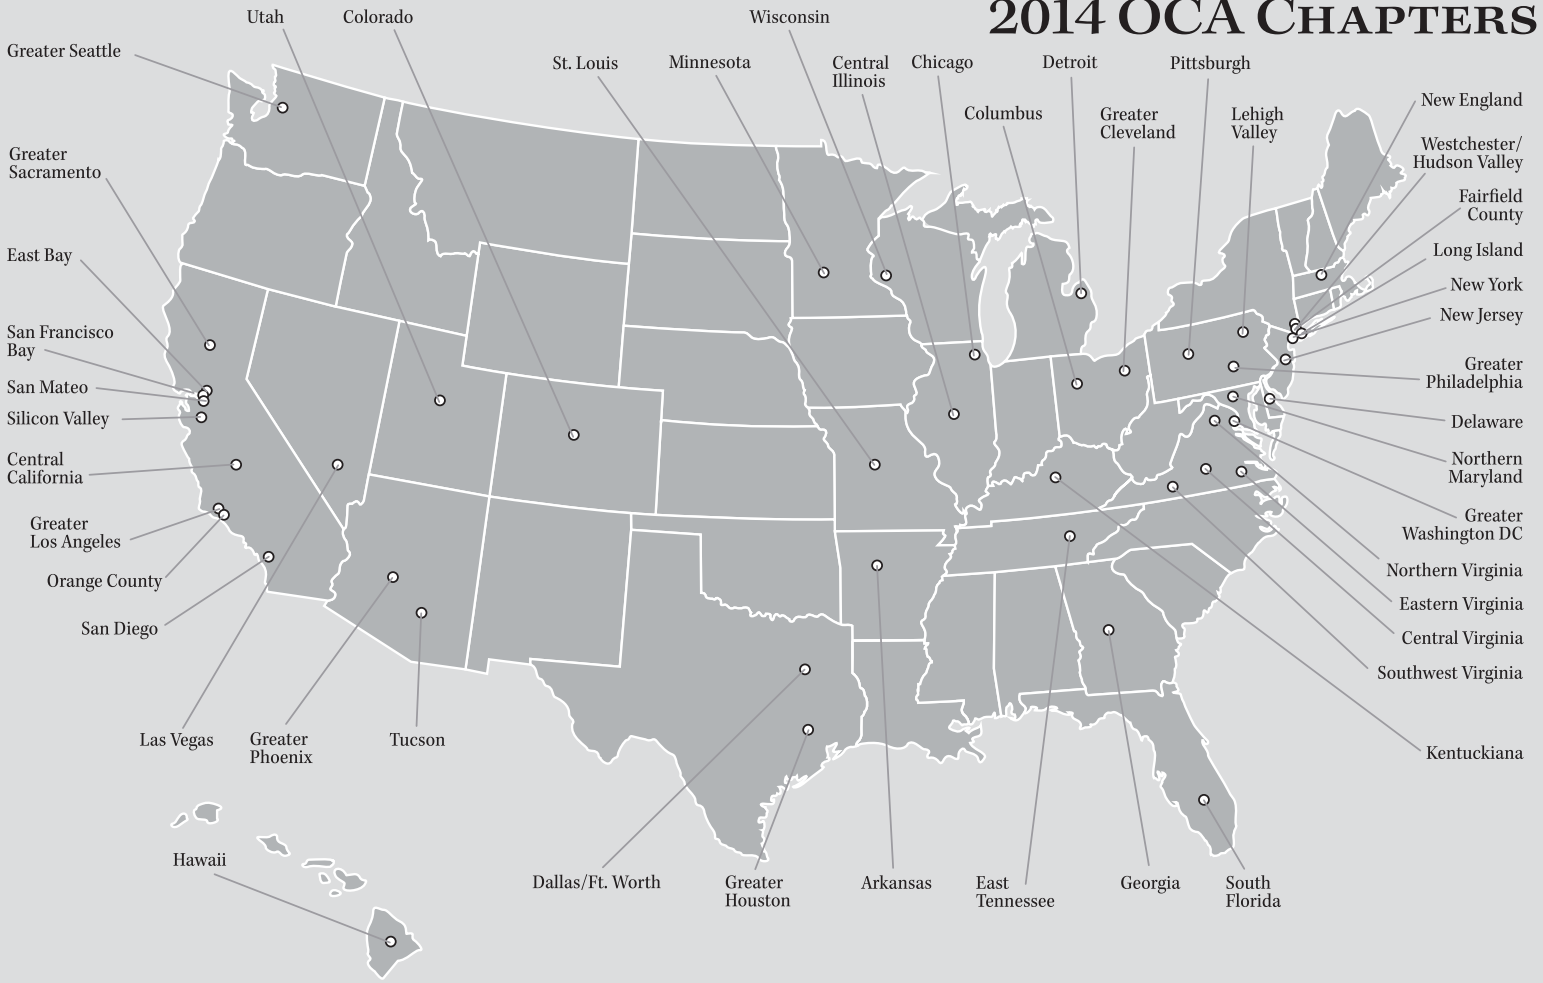 2014 OCA CHAPTERS
Utah
Colorado
Wisconsin
Greater Seattle
St. Louis
Minnesota
Central
Illinois
Chicago
Detroit
Pittsburgh
Columbus
Greater
Cleveland
Lehigh
Valley
New England
Westchester/
Hudson Valley
Fairfield
County
Long Island
New York
New Jersey
Greater
Philadelphia
Delaware
Northern
Maryland
Greater
Washington DC
Northern Virginia
Eastern Virginia
Central Virginia
Southwest Virginia
Kentuckiana
Greater
Sacramento
East Bay
San Francisco
Bay
San Mateo
Silicon Valley
Central
California
Greater
Los Angeles
Orange County
San Diego
Las Vegas
Greater
Phoenix
Tucson
Hawaii
Dallas/Ft. Worth
Greater
Houston
Arkansas
East
Tennessee
Georgia
South
Florida